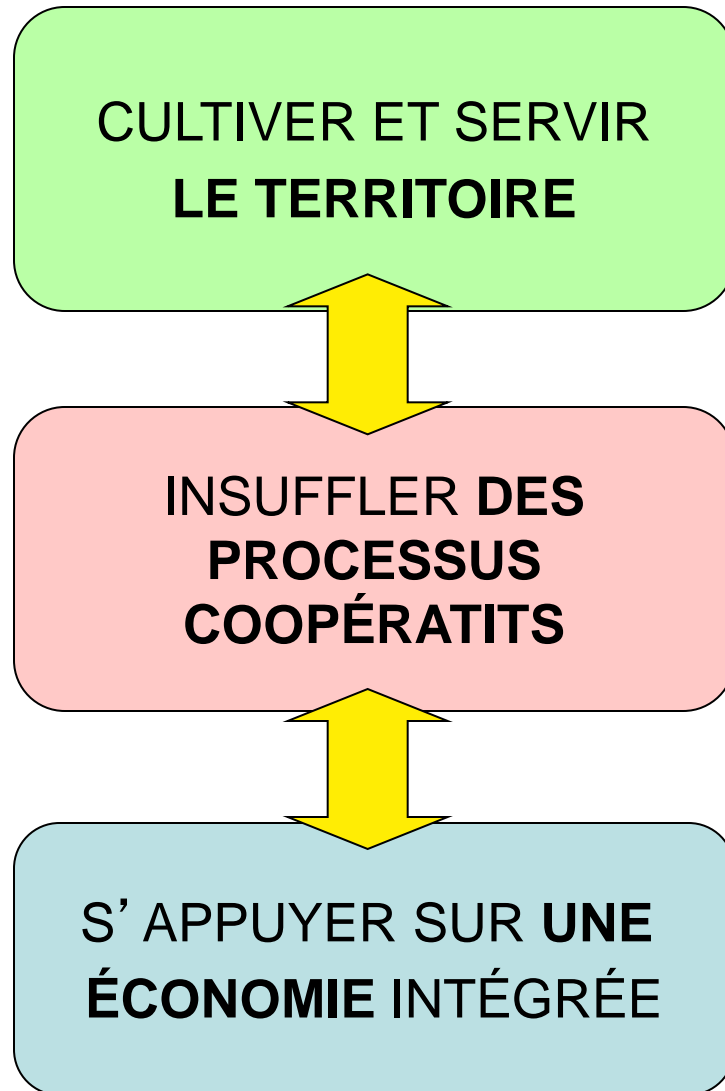 CULTIVER ET SERVIR
LE TERRITOIRE
INSUFFLER DES
PROCESSUS
COOPÉRATITS
S’ APPUYER SUR UNE
ÉCONOMIE INTÉGRÉE